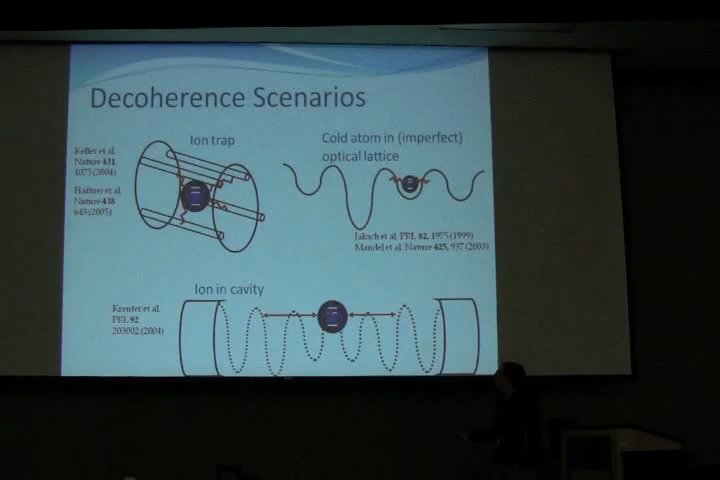 Decoherence Scenarios
Ion trap
Keller et al.
Nature 431,
1075 (2004)
Häffner et al.
Nature 438
643 (2005)
Cold atom in (imperfect)
optical lattice
Jaksch et al. PRL 82, 1975 (1999)
Mandel et al. Nature 425, 937 (2003)
Ion in cavity
Kreuter et al.
PRL 92
203002 (2004)